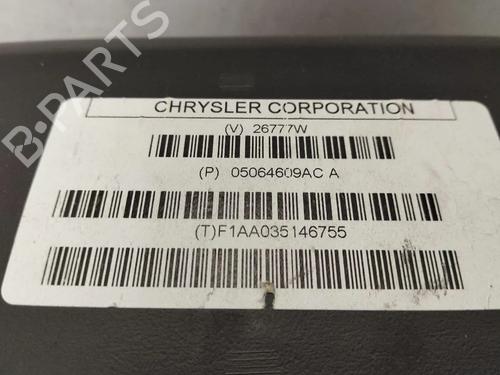 B-PARTS
CHRYSLER CORPORATION
(V) 26777W
(P) 05064609AC A
(T)F1AA035146755